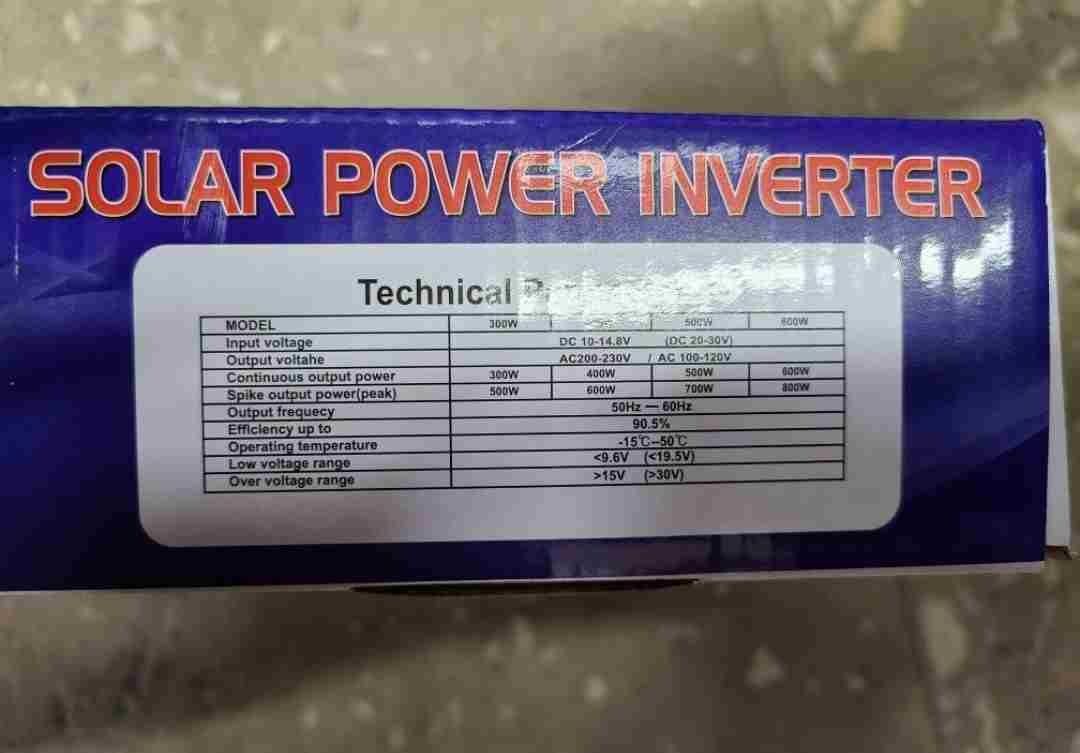 SOLAR POWER INVERTER
Technical
MODEL 300W 500W 600W
Input voltage DC 10-14.8V (DC 20-30V)
Output voltahe AC200-230V / AC 100-120V
Continuous output power 300W 400W 500W 600W
Spike output power(peak) 500W 600W 700W 800W
Output frequecy 50Hz — 60Hz
Efficiency up to 90.5%
Operating temperature -15℃–50℃
Low voltage range <9.6V (<19.5V)
Over voltage range >15V (>30V)